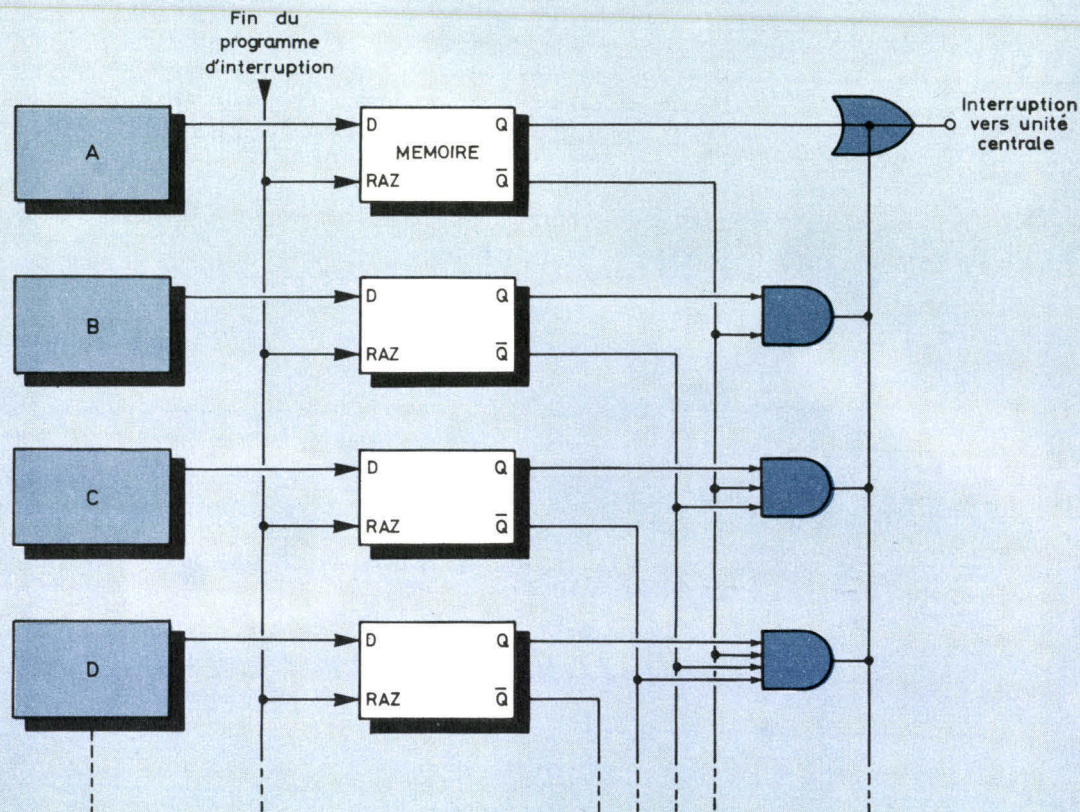 Fin du
programme
d'interruption
Interruption
vers unité
centrale
A
D
Q
MEMOIRE
RAZ
Q̅
B
D
Q
RAZ
Q̅
C
D
Q
RAZ
Q̅
D
D
Q
RAZ
Q̅